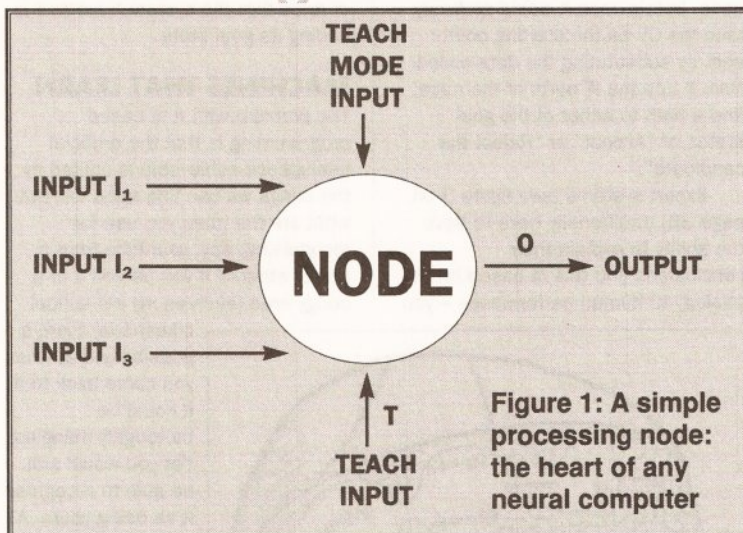 TEACH
MODE
INPUT
INPUT I₁
INPUT I₂
INPUT I₃
NODE
O
OUTPUT
T
TEACH
INPUT
Figure 1: A simple
processing node:
the heart of any
neural computer